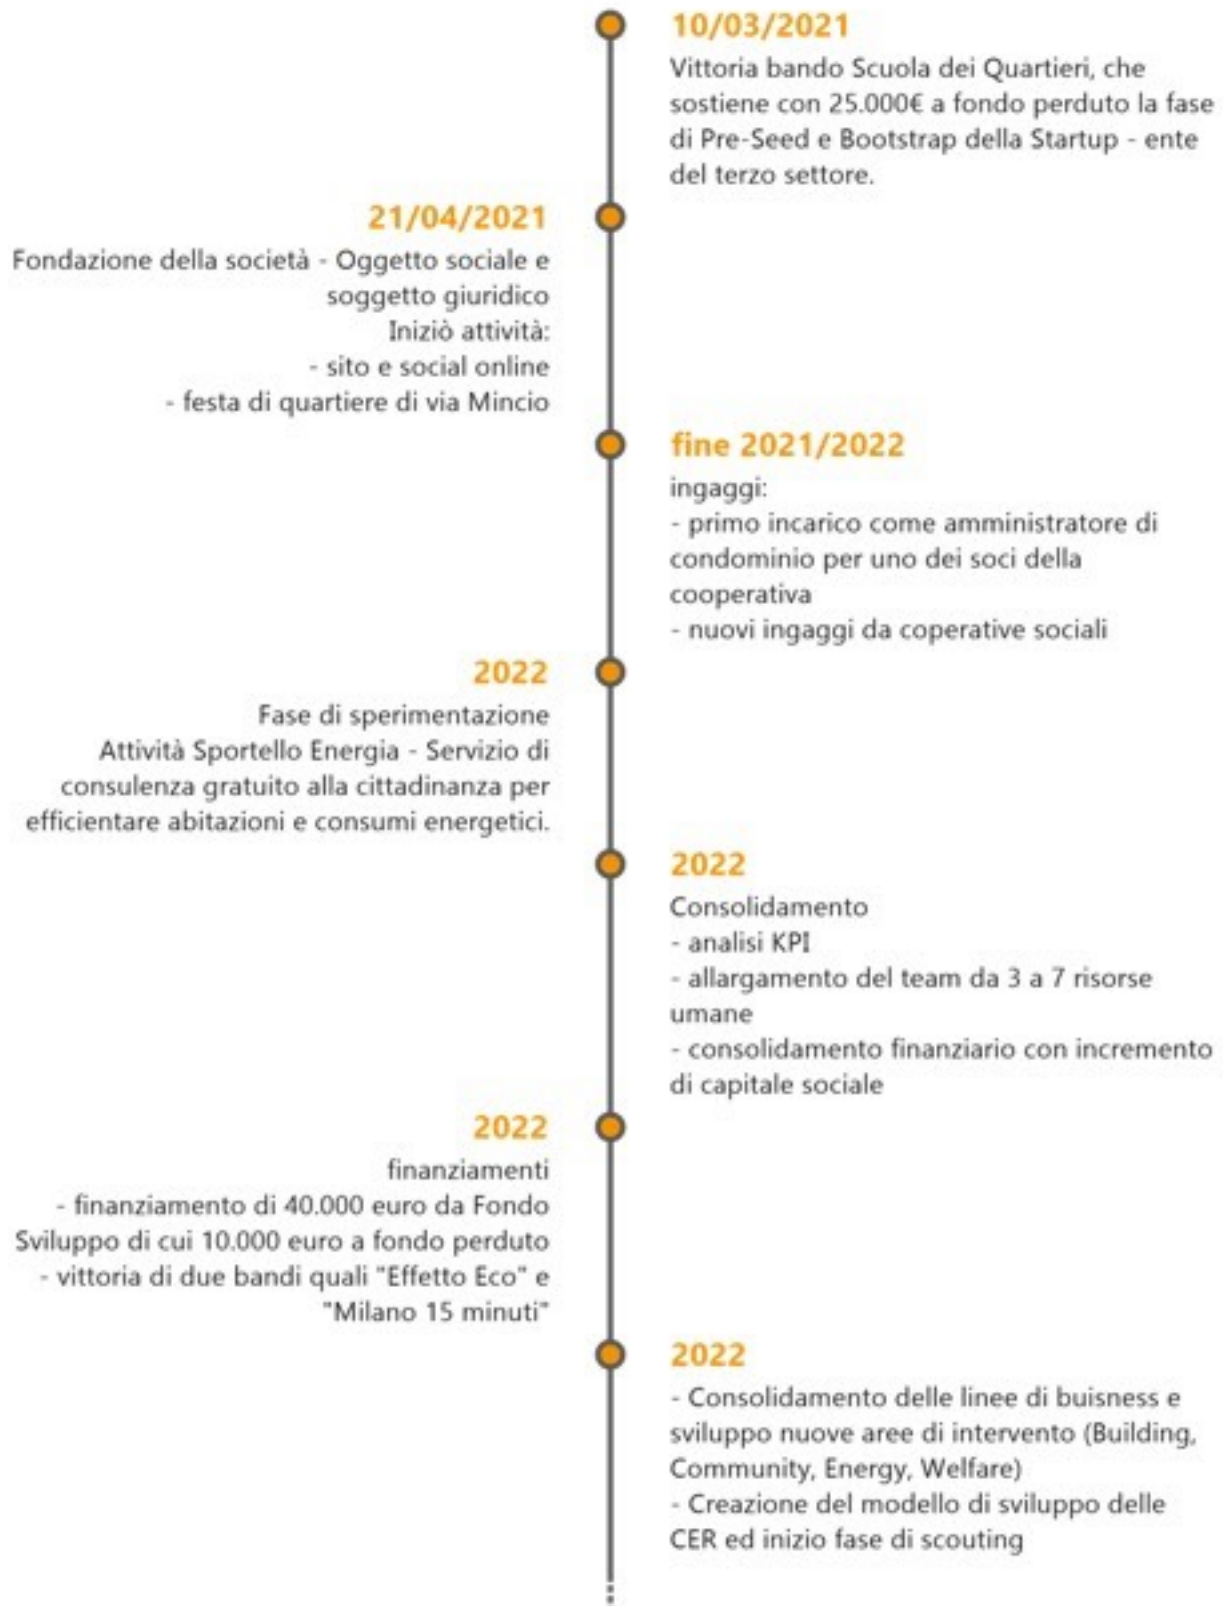 10/03/2021
Vittoria bando Scuola dei Quartieri, che
sostiene con 25.000€ a fondo perduto la fase
di Pre-Seed e Bootstrap della Startup - ente
del terzo settore.
21/04/2021
Fondazione della società - Oggetto sociale e
soggetto giuridico
Iniziò attività:
- sito e social online
- festa di quartiere di via Mincio
fine 2021/2022
ingaggi:
- primo incarico come amministratore di
condominio per uno dei soci della
cooperativa
- nuovi ingaggi da coperative sociali
2022
Fase di sperimentazione
Attività Sportello Energia - Servizio di
consulenza gratuito alla cittadinanza per
efficientare abitazioni e consumi energetici.
2022
Consolidamento
- analisi KPI
- allargamento del team da 3 a 7 risorse
umane
- consolidamento finanziario con incremento
di capitale sociale
2022
finanziamenti
- finanziamento di 40.000 euro da Fondo
Sviluppo di cui 10.000 euro a fondo perduto
- vittoria di due bandi quali "Effetto Eco" e
"Milano 15 minuti"
2022
- Consolidamento delle linee di buisness e
sviluppo nuove aree di intervento (Building,
Community, Energy, Welfare)
- Creazione del modello di sviluppo delle
CER ed inizio fase di scouting